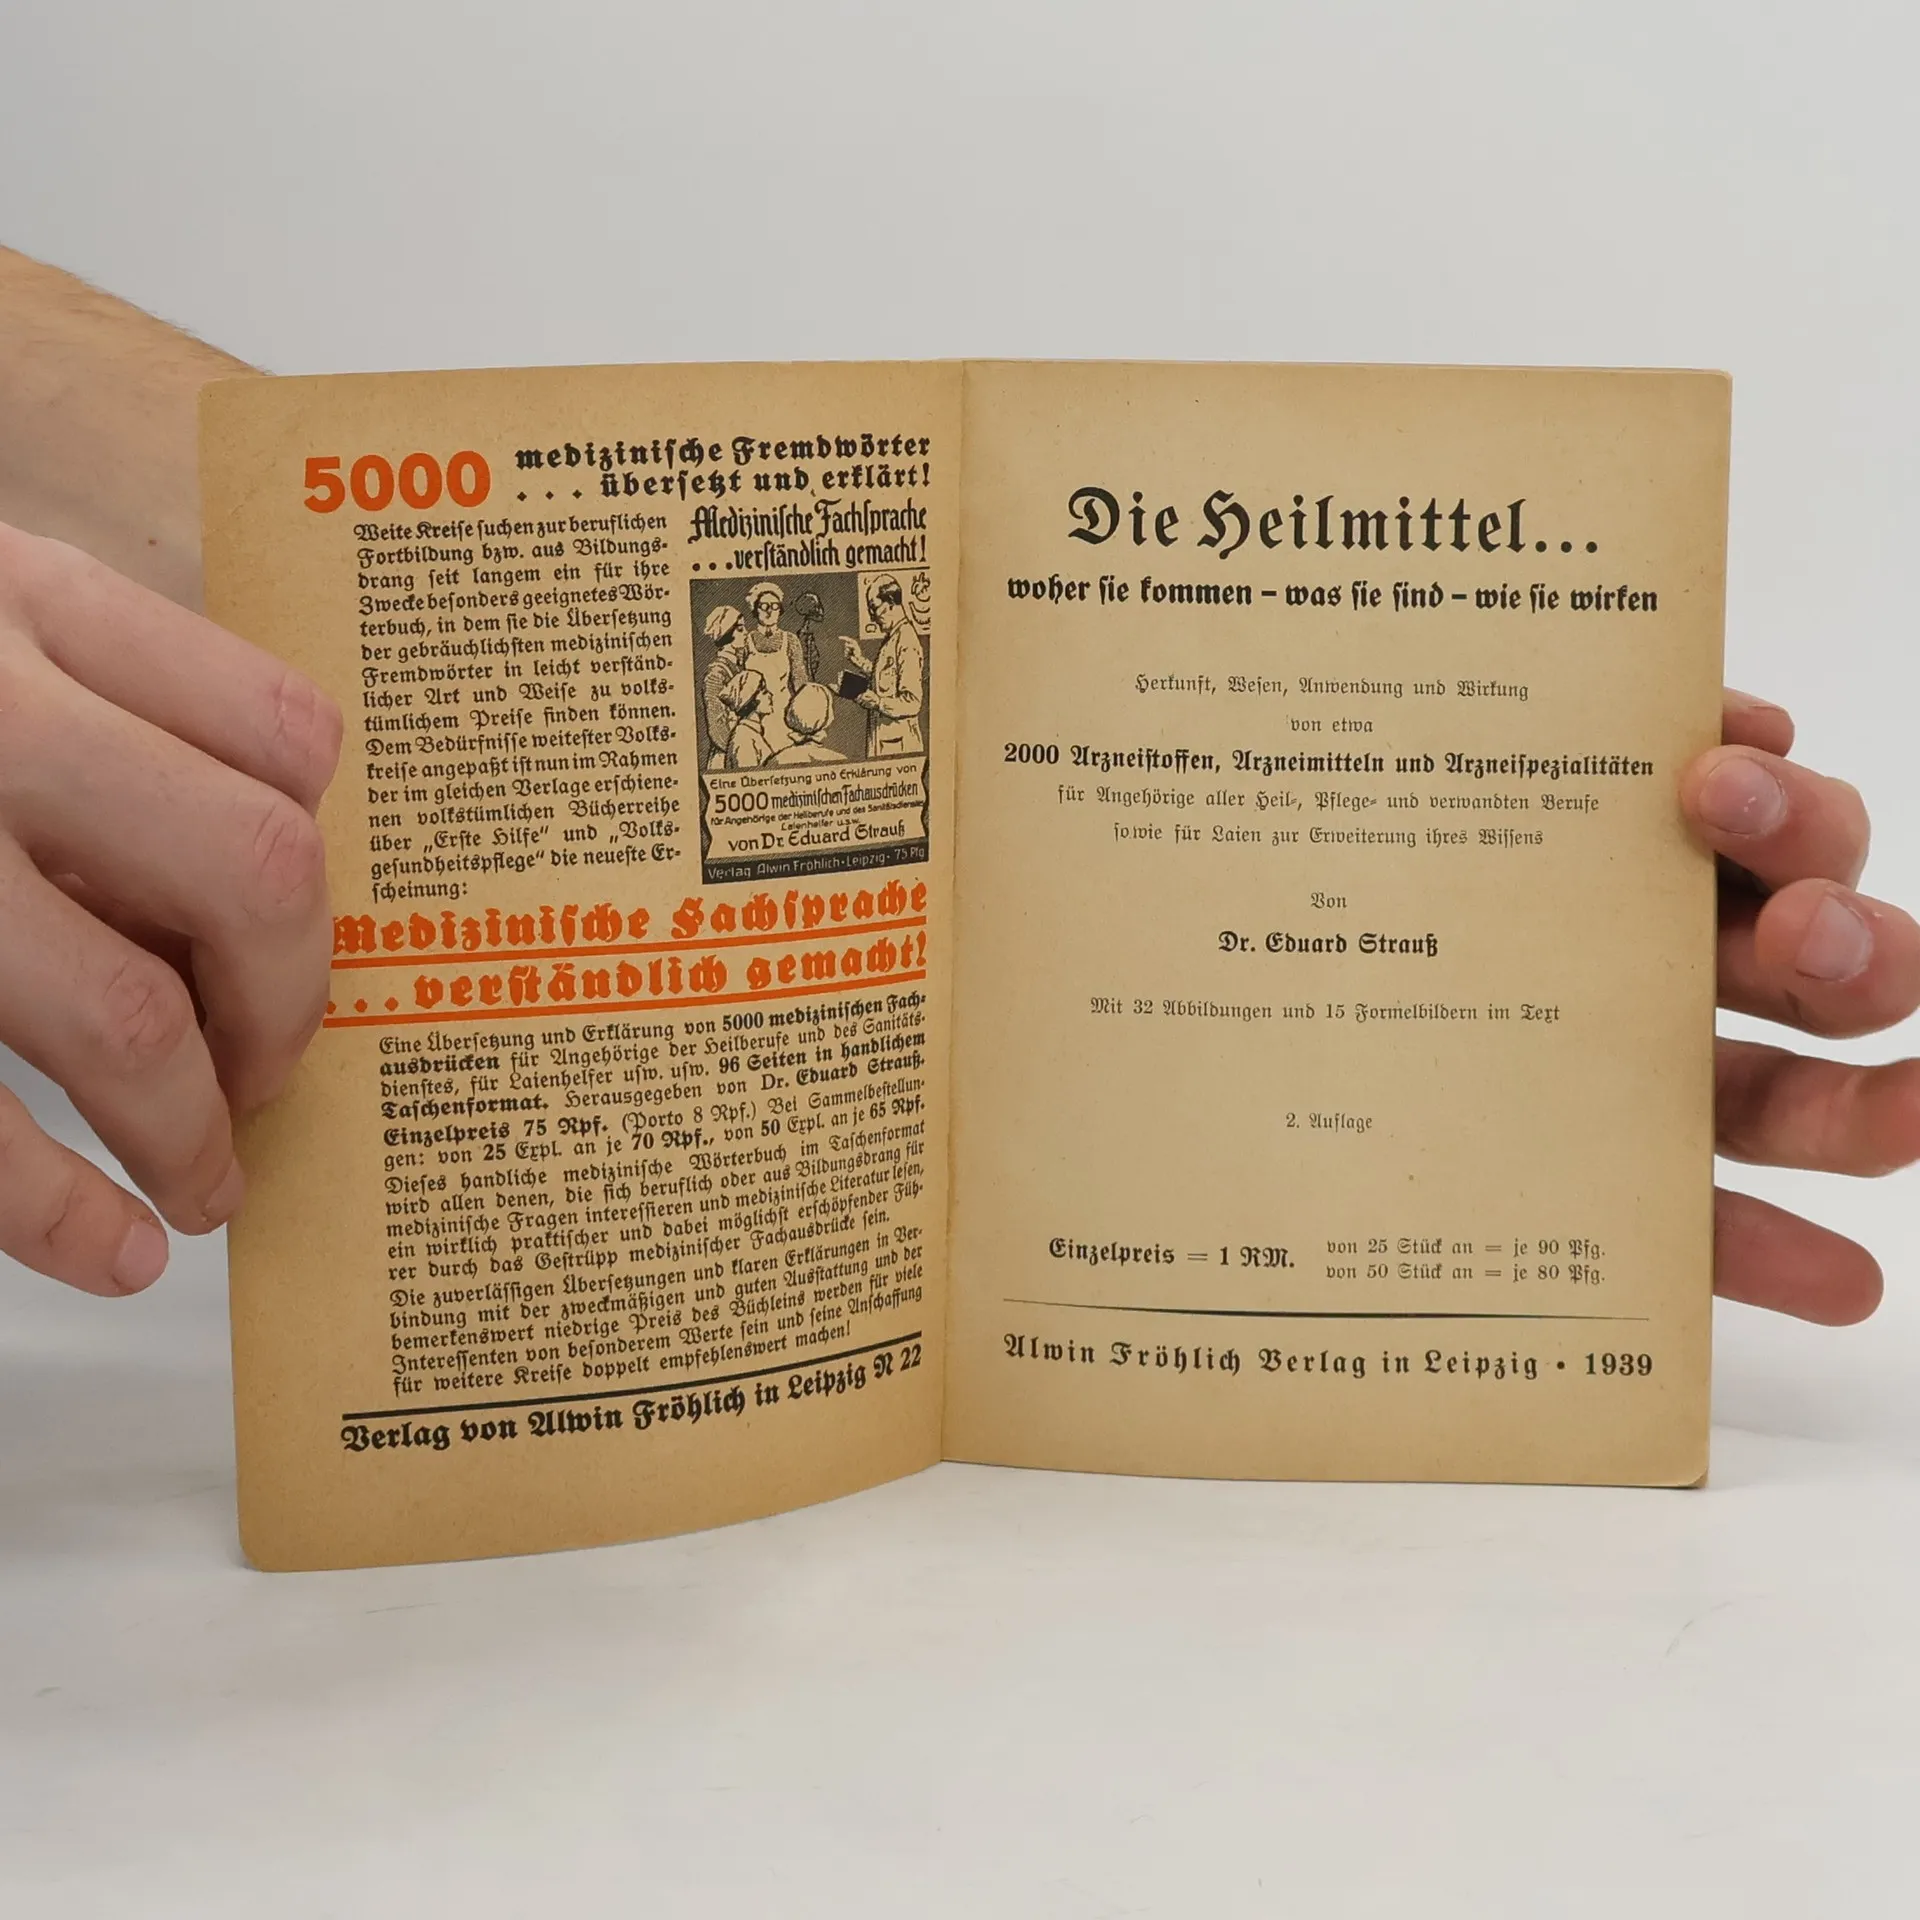 5000 medizinische Fremdwörter
... übersetzt und erklärt!
Weite Kreise suchen zur beruflichen
Fortbildung bzw. aus Bildungs-
drang seit langem ein für ihre
Zwecke besonders geeignetes Wör-
terbuch, in dem sie die Übersetzung
der gebräuchlichsten medizinischen
Fremdwörter in leicht verständ-
licher Art und Weise zu volks-
tümlichem Preise finden können.
Dem Bedürfnisse weitester Volks-
kreise angepaßt ist nun im Rahmen
der im gleichen Verlage erschiene-
nen volkstümlichen Bücherreihe
über „Erste Hilfe“ und „Volks-
gesundheitspflege“ die neueste Er-
scheinung:
Medizinische Fachsprache
...verständlich gemacht!
Eine Übersetzung und Erklärung von
5000 medizinischen Fachausdrücken
für Angehörige der Heilberufe und des Sanitätsdienstes
Laienhelfer u.s.w.
von Dr. Eduard Strauß
Verlag Alwin Fröhlich · Leipzig · 75 Pfg
Medizinische Fachsprache
... verständlich gemacht!
Eine Übersetzung und Erklärung von 5000 medizinischen Fach-
ausdrücken für Angehörige der Heilberufe und des Sanitäts-
dienstes, für Laienhelfer usw. usw. 96 Seiten in handlichem
Taschenformat. Herausgegeben von Dr. Eduard Strauß.
Einzelpreis 75 Rpf. (Porto 8 Rpf.) Bei Sammelbestellun-
gen: von 25 Expl. an je 70 Rpf., von 50 Expl. an je 65 Rpf.
Dieses handliche medizinische Wörterbuch im Taschenformat
wird allen denen, die sich beruflich oder aus Bildungsdrang für
medizinische Fragen interessieren und medizinische Literatur lesen,
ein wirklich praktischer und dabei möglichst erschöpfender Füh-
rer durch das Gestrüpp medizinischer Fachausdrücke sein.
Die zuverlässigen Übersetzungen und klaren Erklärungen in Ver-
bindung mit der zweckmäßigen und guten Ausstattung und der
bemerkenswert niedrige Preis des Büchleins werden für viele
Interessenten von besonderem Werte sein und seine Anschaffung
für weitere Kreise doppelt empfehlenswert machen!
Verlag von Alwin Fröhlich in Leipzig N 22
Die Heilmittel...
woher sie kommen – was sie sind – wie sie wirken
Herkunft, Wesen, Anwendung und Wirkung
von etwa
2000 Arzneistoffen, Arzneimitteln und Arzneispezialitäten
für Angehörige aller Heil-, Pflege- und verwandten Berufe
sowie für Laien zur Erweiterung ihres Wissens
Von
Dr. Eduard Strauß
Mit 32 Abbildungen und 15 Formelbildern im Text
2. Auflage
Einzelpreis = 1 RM.
von 25 Stück an = je 90 Pfg.
von 50 Stück an = je 80 Pfg.
Alwin Fröhlich Verlag in Leipzig • 1939